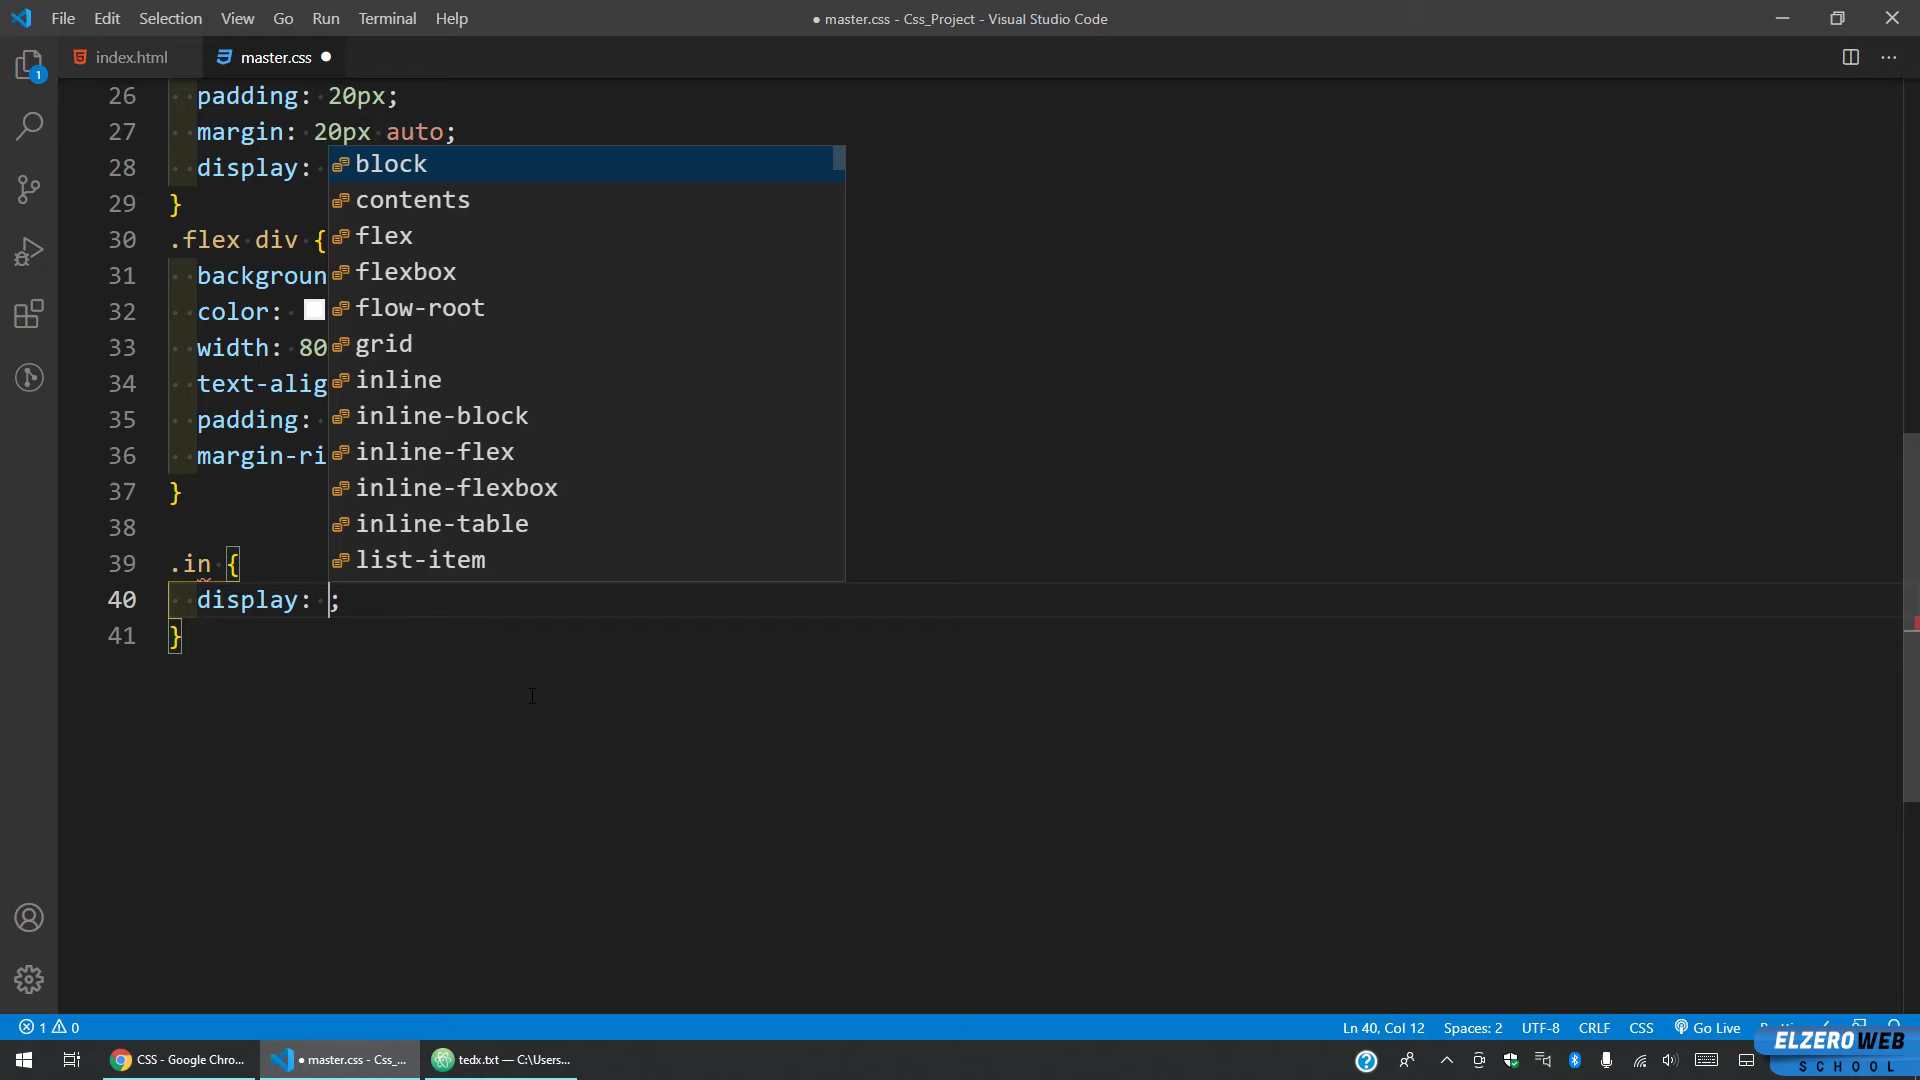 File Edit Selection View Go Run Terminal Help
● master.css - Css_Project - Visual Studio Code
index.html master.css ●
26 padding: 20px;
27 margin: 20px auto;
28 display:
29 }
30 .flex div {
31 backgroun
32 color:
33 width: 80
34 text-alig
35 padding:
36 margin-ri
37 }
38
39 .in {
40 display: ;
41 }
block
contents
flex
flexbox
flow-root
grid
inline
inline-block
inline-flex
inline-flexbox
inline-table
list-item
1
1 0
Ln 40, Col 12 Spaces: 2 UTF-8 CRLF CSS Go Live
CSS - Google Chro...
● master.css - Css_...
tedx.txt — C:\Users...
ELZEROWEB
SCHOOL